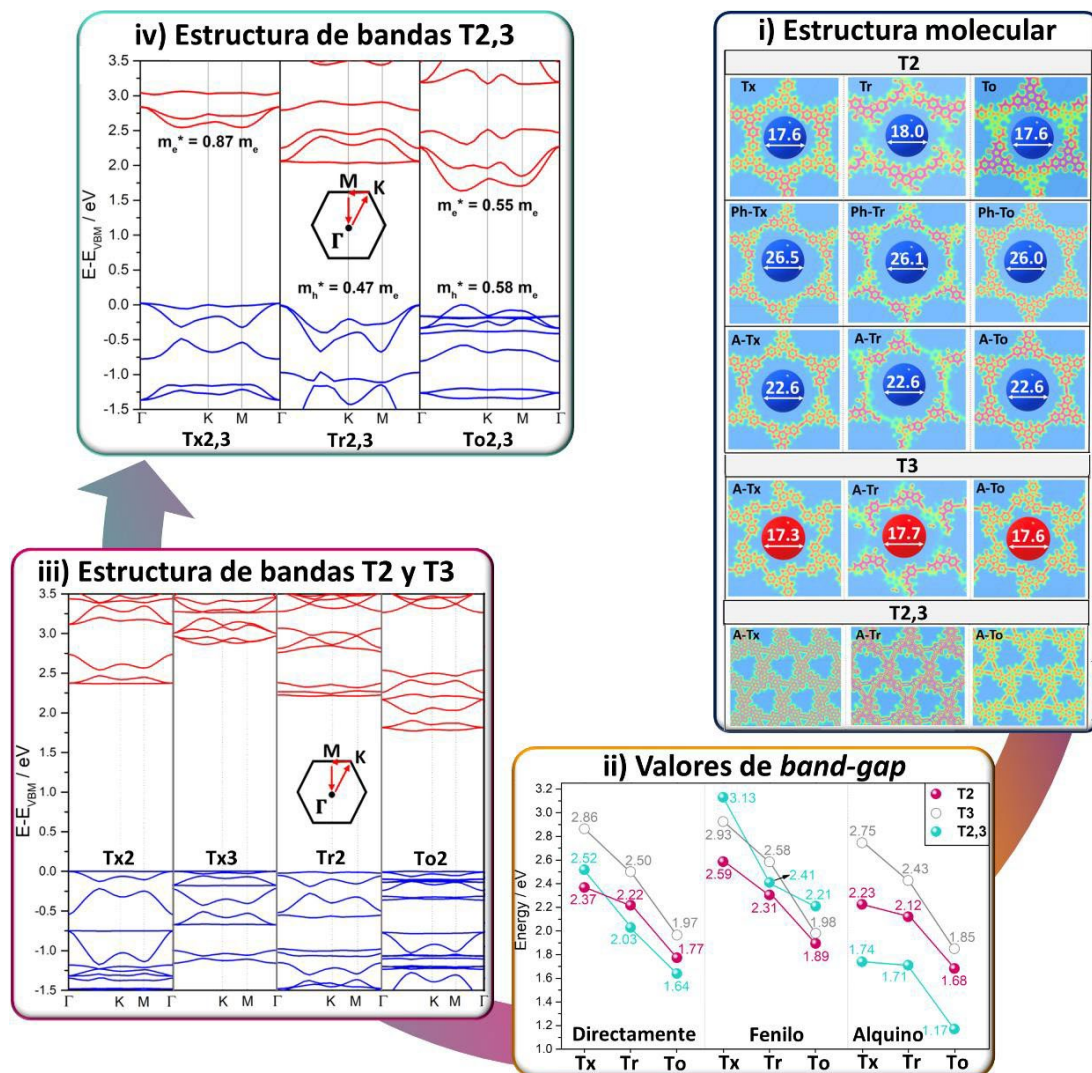 iv) Estructura de bandas T2,3
E-E_VBM / eV
3.5
3.0
2.5
2.0
1.5
1.0
0.5
0.0
-0.5
-1.0
-1.5
m_e* = 0.87 m_e
M
K
Γ
m_e* = 0.55 m_e
m_h* = 0.47 m_e
m_h* = 0.58 m_e
Γ K M Γ K M Γ K M Γ
Tx2,3 Tr2,3 To2,3
i) Estructura molecular
T2
Tx Tr To
17.6 18.0 17.6
Ph-Tx Ph-Tr Ph-To
26.5 26.1 26.0
A-Tx A-Tr A-To
22.6 22.6 22.6
T3
A-Tx A-Tr A-To
17.3 17.7 17.6
T2,3
A-Tx A-Tr A-To
iii) Estructura de bandas T2 y T3
E-E_VBM / eV
3.5
3.0
2.5
2.0
1.5
1.0
0.5
0.0
-0.5
-1.0
-1.5
M
K
Γ
Tx2 Tx3 Tr2 To2
Γ K M Γ K M Γ K M Γ K M Γ
ii) Valores de band-gap
Energy / eV
3.2
3.0
2.8
2.6
2.4
2.2
2.0
1.8
1.6
1.4
1.2
1.0
T2
T3
T2,3
2.86 2.50 1.97
2.52 2.03 1.64
2.37 2.22 1.77
3.13 2.41 2.21
2.93 2.58 1.98
2.59 2.31 1.89
2.75 2.43 1.85
2.23 2.12 1.68
1.74 1.71 1.17
Directamente Fenilo Alquino
Tx Tr To Tx Tr To Tx Tr To